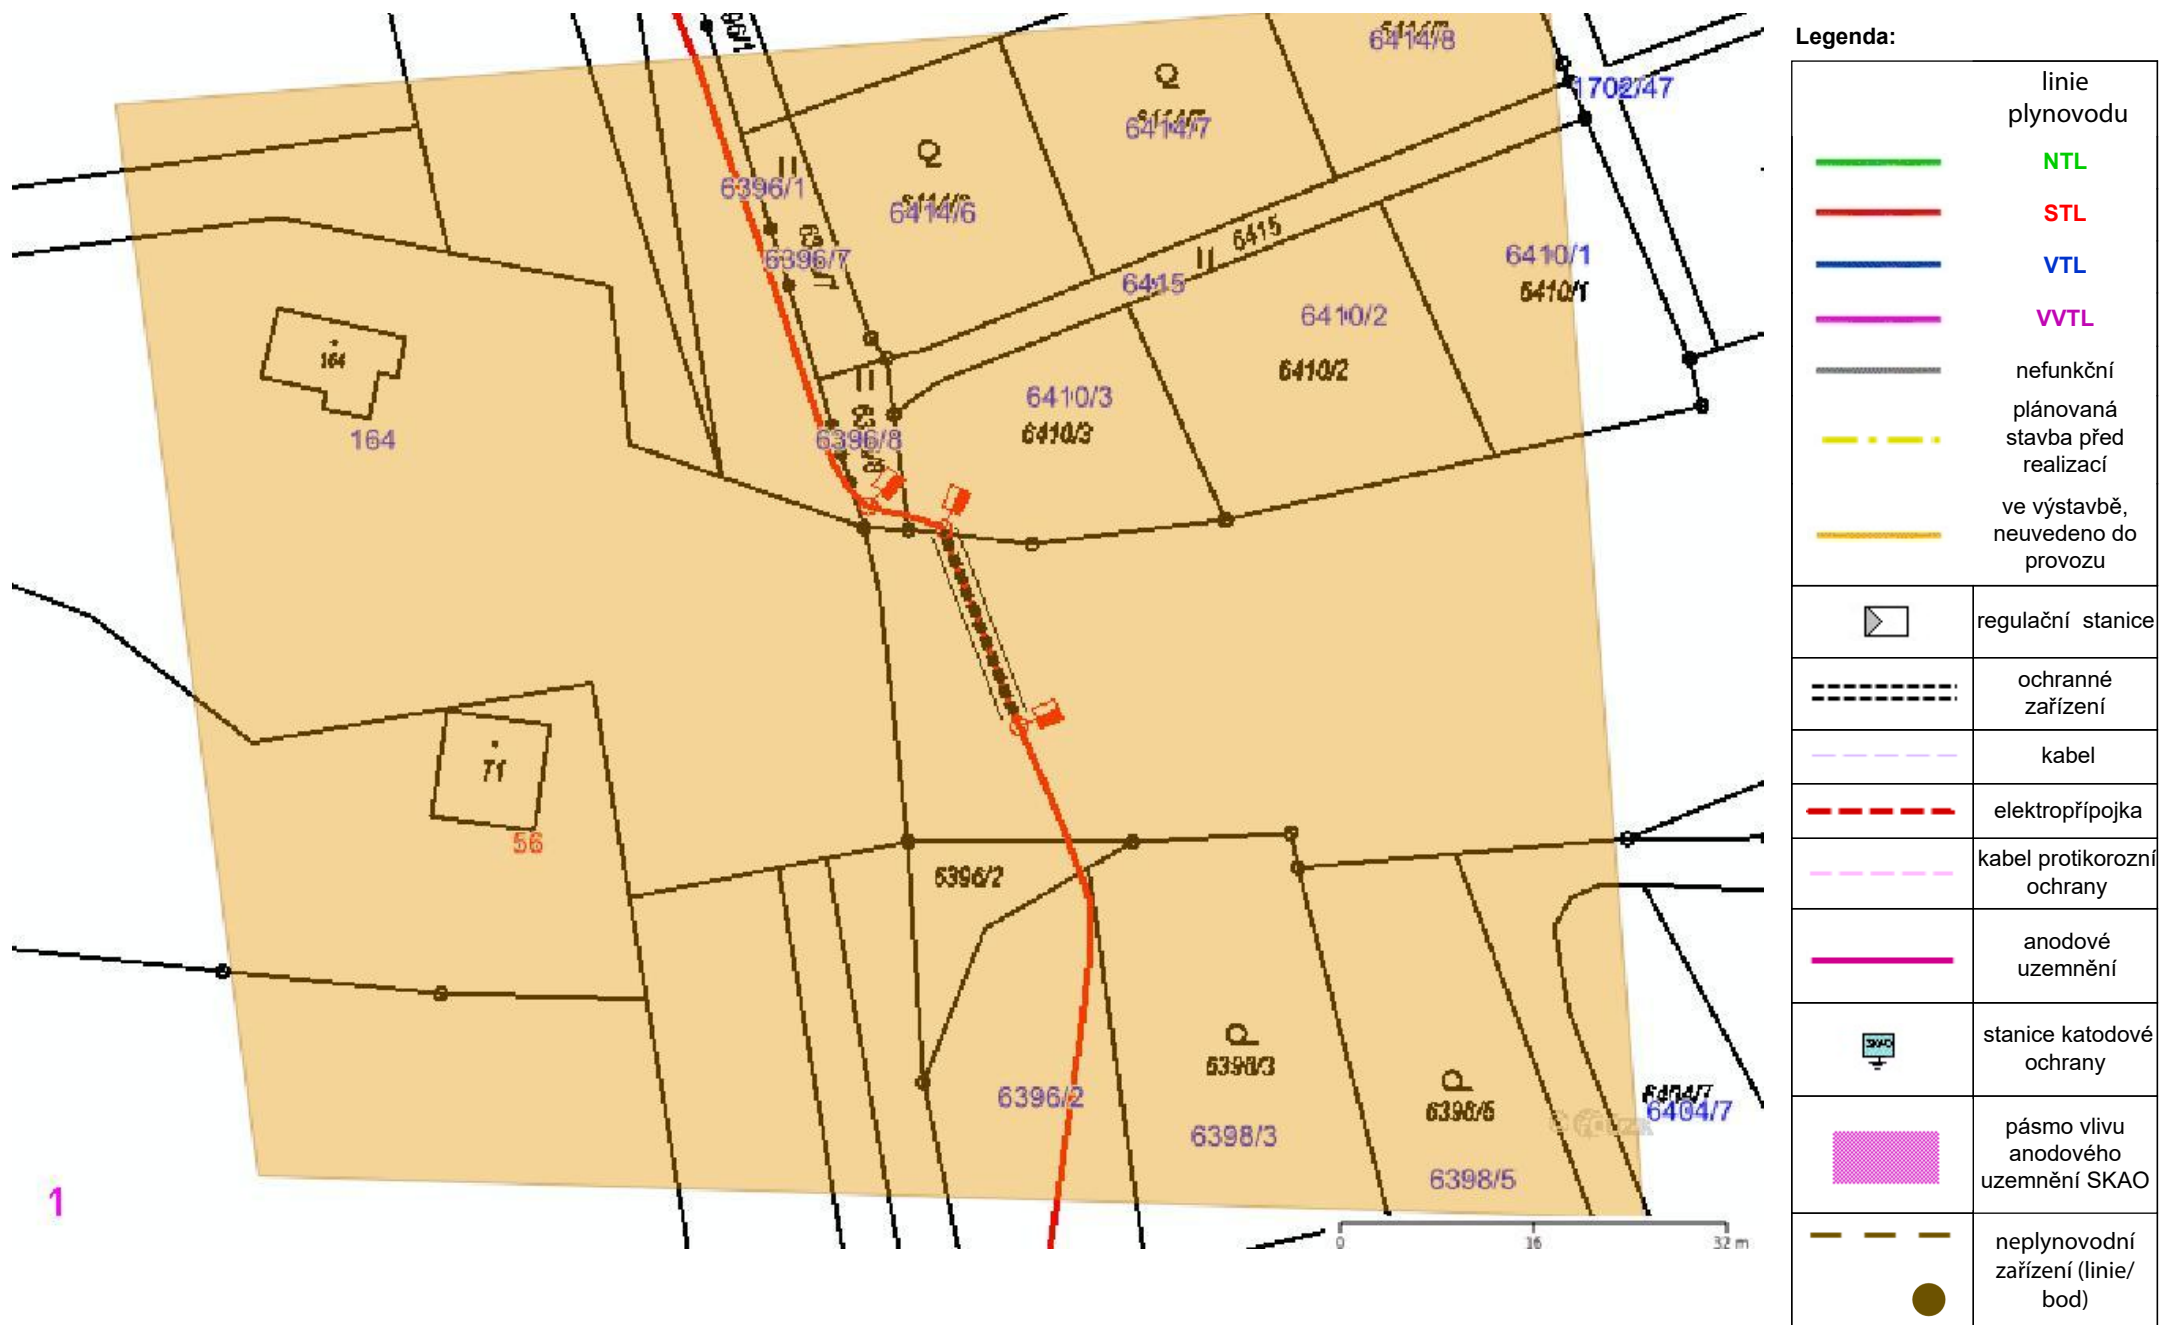 6414/8
1702/47
6414/7
6396/1
6414/6
6415
6396/7
6415
6410/1
6410/1
6410/2
6410/2
6410/3
6410/3
164
164
6396/8
71
56
6396/2
6398/3
6396/2
6398/3
6398/5
6398/5
6404/7
1
0 16 32 m
Legenda:
linie
plynovodu
NTL
STL
VTL
VVTL
nefunkční
plánovaná
stavba před
realizací
ve výstavbě,
neuvedeno do
provozu
regulační stanice
ochranné
zařízení
kabel
elektropřípojka
kabel protikorozní
ochrany
anodové
uzemnění
SKAO
stanice katodové
ochrany
pásmo vlivu
anodového
uzemnění SKAO
neplynovodní
zařízení (linie/
bod)